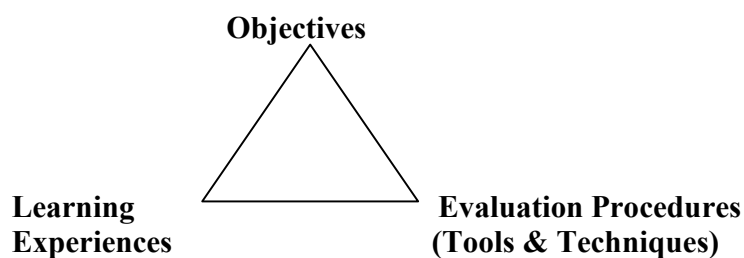 Objectives
Learning Experiences
Evaluation Procedures
(Tools & Techniques)